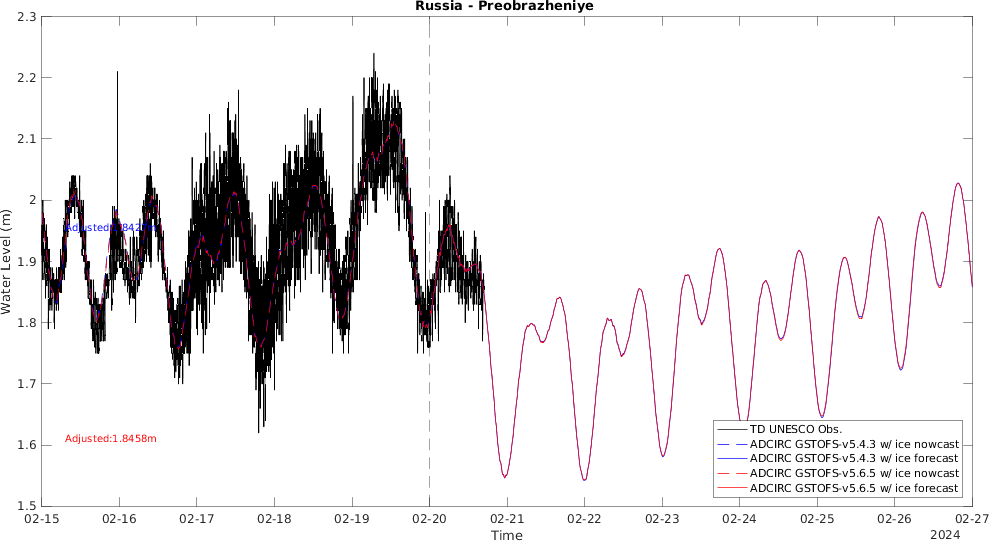 Russia - Preobrazheniye
Water Level (m)
2.3
2.2
2.1
2
1.9
1.8
1.7
1.6
1.5
Adjusted:1.8458m
TD UNESCO Obs.
ADCIRC GSTOFS-v5.4.3 w/ ice nowcast
ADCIRC GSTOFS-v5.4.3 w/ ice forecast
ADCIRC GSTOFS-v5.6.5 w/ ice nowcast
ADCIRC GSTOFS-v5.6.5 w/ ice forecast
02-15 02-16 02-17 02-18 02-19 02-20 02-21 02-22 02-23 02-24 02-25 02-26 02-27
Time
2024